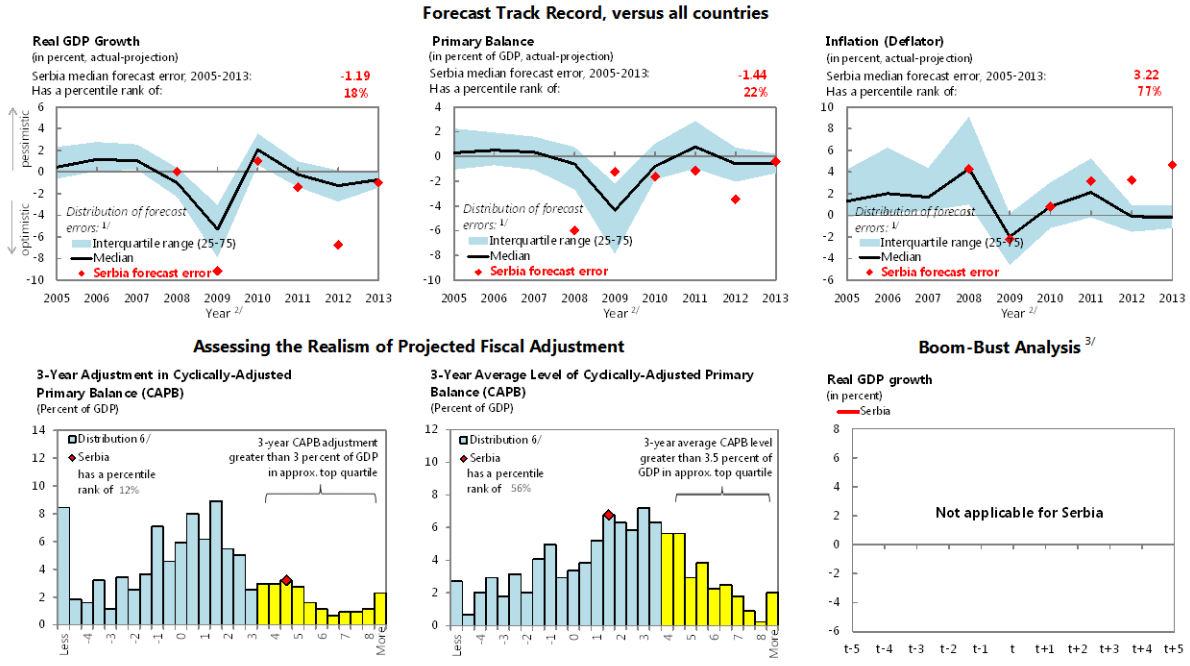 Forecast Track Record, versus all countries
Real GDP Growth
(in percent, actual-projection)
Serbia median forecast error, 2005-2013: -1.19
Has a percentile rank of: 18%
6
4
2
0
-2
-4
-6
-8
-10
pessimistic
optimistic
Distribution of forecast
errors: 1/
Interquartile range (25-75)
Median
Serbia forecast error
2005 2006 2007 2008 2009 2010 2011 2012 2013
Year 2/
Primary Balance
(in percent of GDP, actual-projection)
Serbia median forecast error, 2005-2013: -1.44
Has a percentile rank of: 22%
4
2
0
-2
-4
-6
-8
-10
Distribution of forecast
errors: 1/
Interquartile range (25-75)
Median
Serbia forecast error
2005 2006 2007 2008 2009 2010 2011 2012 2013
Year 2/
Inflation (Deflator)
(in percent, actual-projection)
Serbia median forecast error, 2005-2013: 3.22
Has a percentile rank of: 77%
10
8
6
4
2
0
-2
-4
-6
Distribution of forecast
errors: 1/
Interquartile range (25-75)
Median
Serbia forecast error
2005 2006 2007 2008 2009 2010 2011 2012 2013
Year 2/
Assessing the Realism of Projected Fiscal Adjustment
3-Year Adjustment in Cyclically-Adjusted
Primary Balance (CAPB)
(Percent of GDP)
14
12
10
8
6
4
2
0
Distribution 6/
Serbia
has a percentile
rank of 12%
3-year CAPB adjustment
greater than 3 percent of GDP
in approx. top quartile
Less -4 -3 -2 -1 0 1 2 3 4 5 6 7 8 More
3-Year Average Level of Cyclically-Adjusted Primary
Balance (CAPB)
(Percent of GDP)
12
10
8
6
4
2
0
Distribution 6/
Serbia
has a percentile
rank of 56%
3-year average CAPB level
greater than 3.5 percent of
GDP in approx. top quartile
Less -4 -3 -2 -1 0 1 2 3 4 5 6 7 8 More
Boom-Bust Analysis 3/
Real GDP growth
(in percent)
Serbia
8
6
4
2
0
-2
-4
-6
Not applicable for Serbia
t-5 t-4 t-3 t-2 t-1 t t+1 t+2 t+3 t+4 t+5